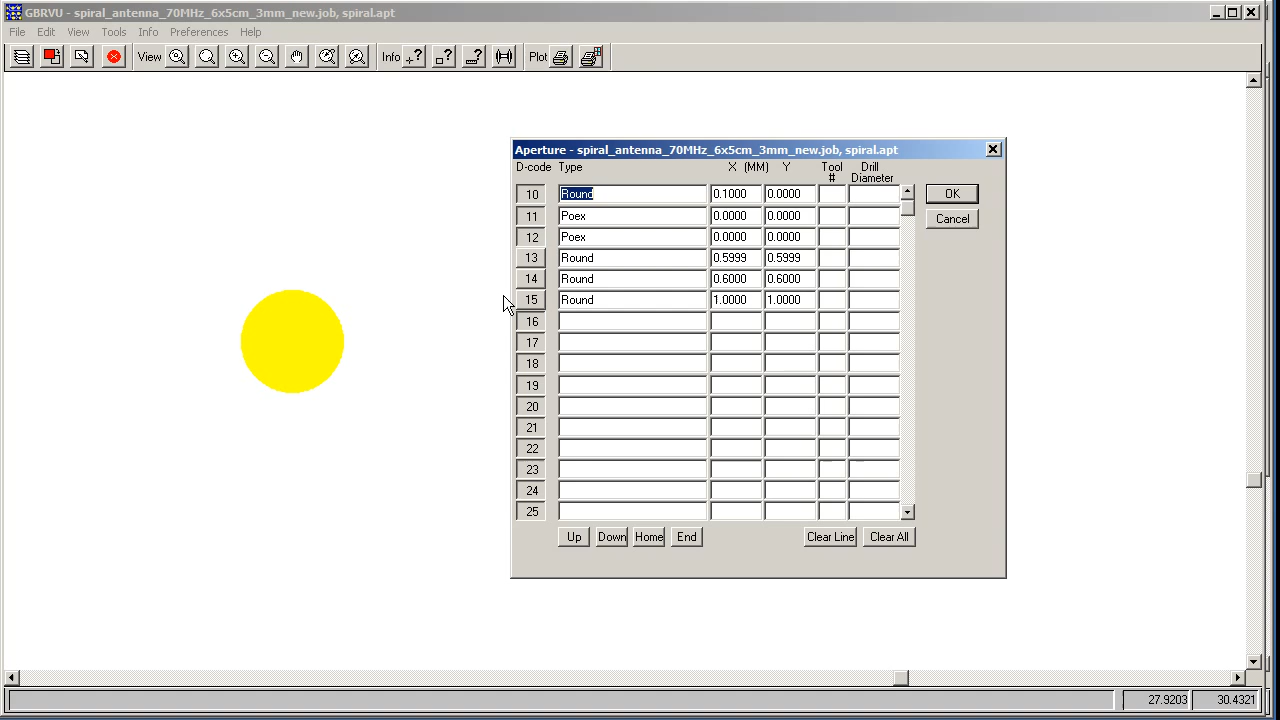 GBRVU - spiral_antenna_70MHz_6x5cm_3mm_new.job, spiral.apt
File Edit View Tools Info Preferences Help
View Info Plot
Aperture - spiral_antenna_70MHz_6x5cm_3mm_new.job, spiral.apt
D-code Type X (MM) Y Tool # Drill Diameter
10 Round 0.1000 0.0000
OK
11 Poex 0.0000 0.0000
Cancel
12 Poex 0.0000 0.0000
13 Round 0.5999 0.5999
14 Round 0.6000 0.6000
15 Round 1.0000 1.0000
16
17
18
19
20
21
22
23
24
25
Up Down Home End Clear Line Clear All
27.9203 30.4321